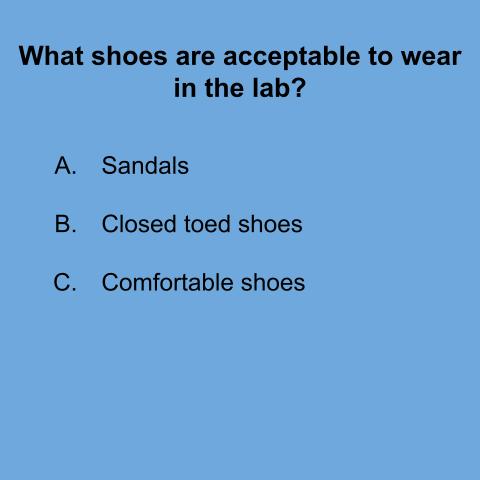 What shoes are acceptable to wear
in the lab?
A. Sandals
B. Closed toed shoes
C. Comfortable shoes